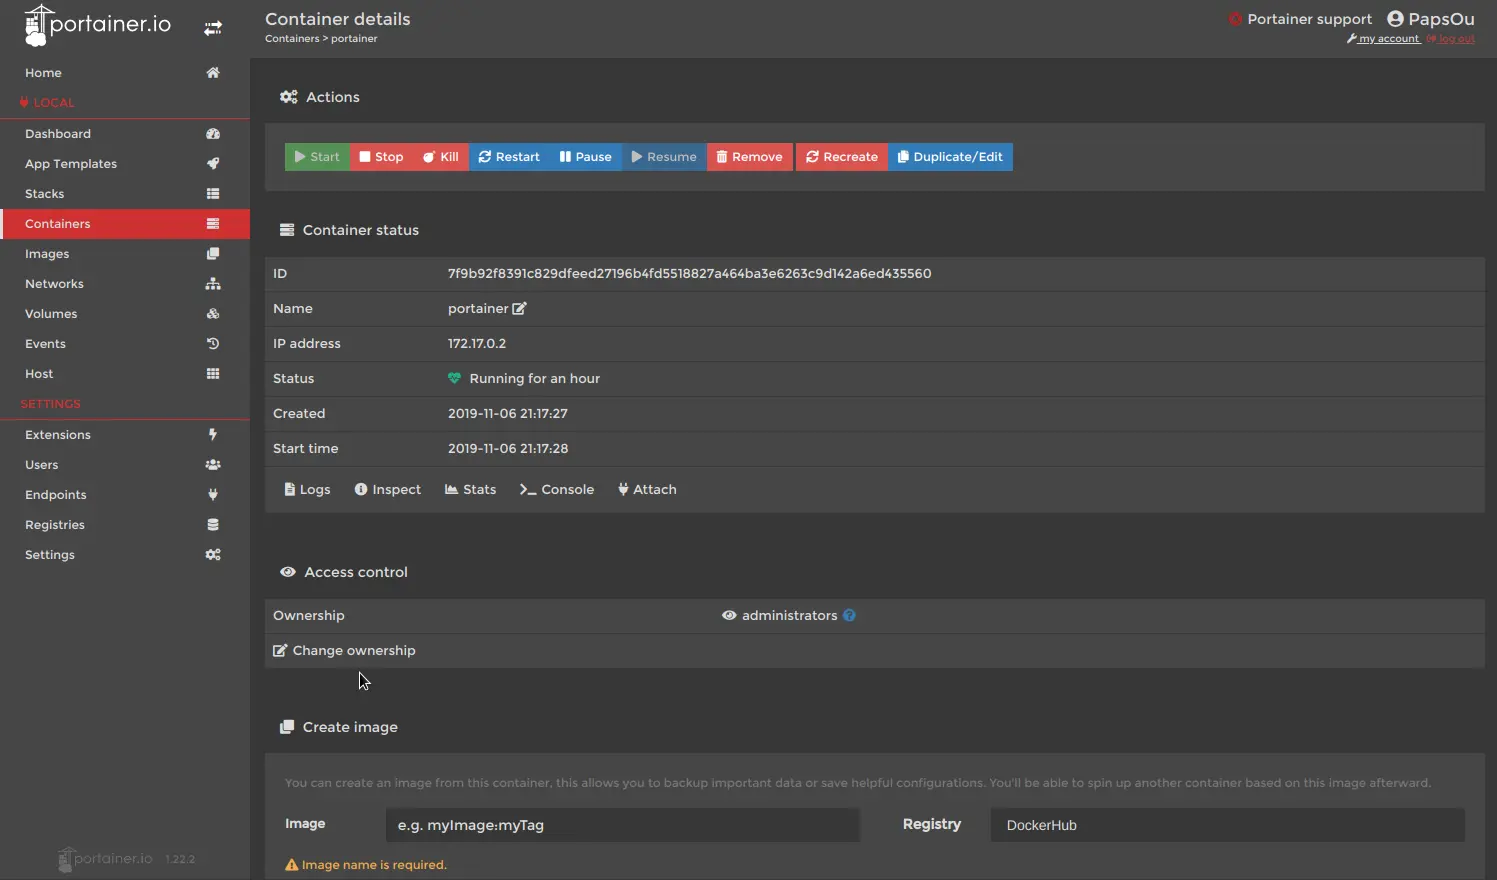 portainer.io
Home
LOCAL
Dashboard
App Templates
Stacks
Containers
Images
Networks
Volumes
Events
Host
SETTINGS
Extensions
Users
Endpoints
Registries
Settings
portainer.io 1.22.2
Container details
Containers > portainer
Portainer support PapsOu
my account log out
Actions
Start Stop Kill Restart Pause Resume Remove Recreate Duplicate/Edit
Container status
ID 7f9b92f8391c829dfeed27196b4fd5518827a464ba3e6263c9d142a6ed435560
Name portainer
IP address 172.17.0.2
Status Running for an hour
Created 2019-11-06 21:17:27
Start time 2019-11-06 21:17:28
Logs Inspect Stats Console Attach
Access control
Ownership administrators
Change ownership
Create image
You can create an image from this container, this allows you to backup important data or save helpful configurations. You'll be able to spin up another container based on this image afterward.
Image e.g. myImage:myTag Registry DockerHub
Image name is required.